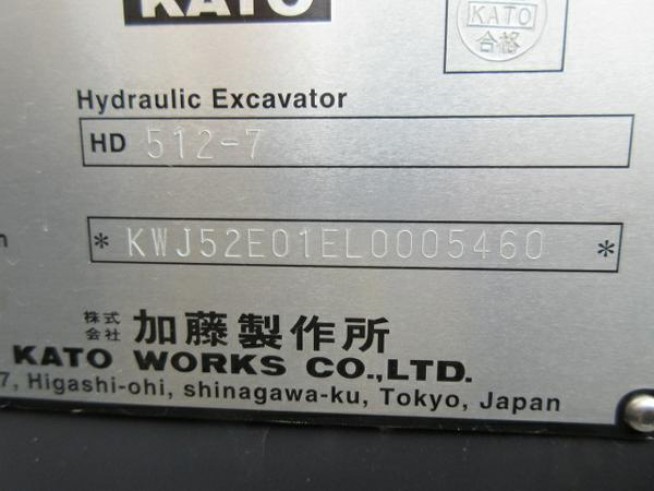 KATO
KATO
合格
Hydraulic Excavator
HD 512-7
* KWJ52E01EL0005460 *
株式会社 加藤製作所
KATO WORKS CO.,LTD.
7, Higashi-ohi, shinagawa-ku, Tokyo, Japan